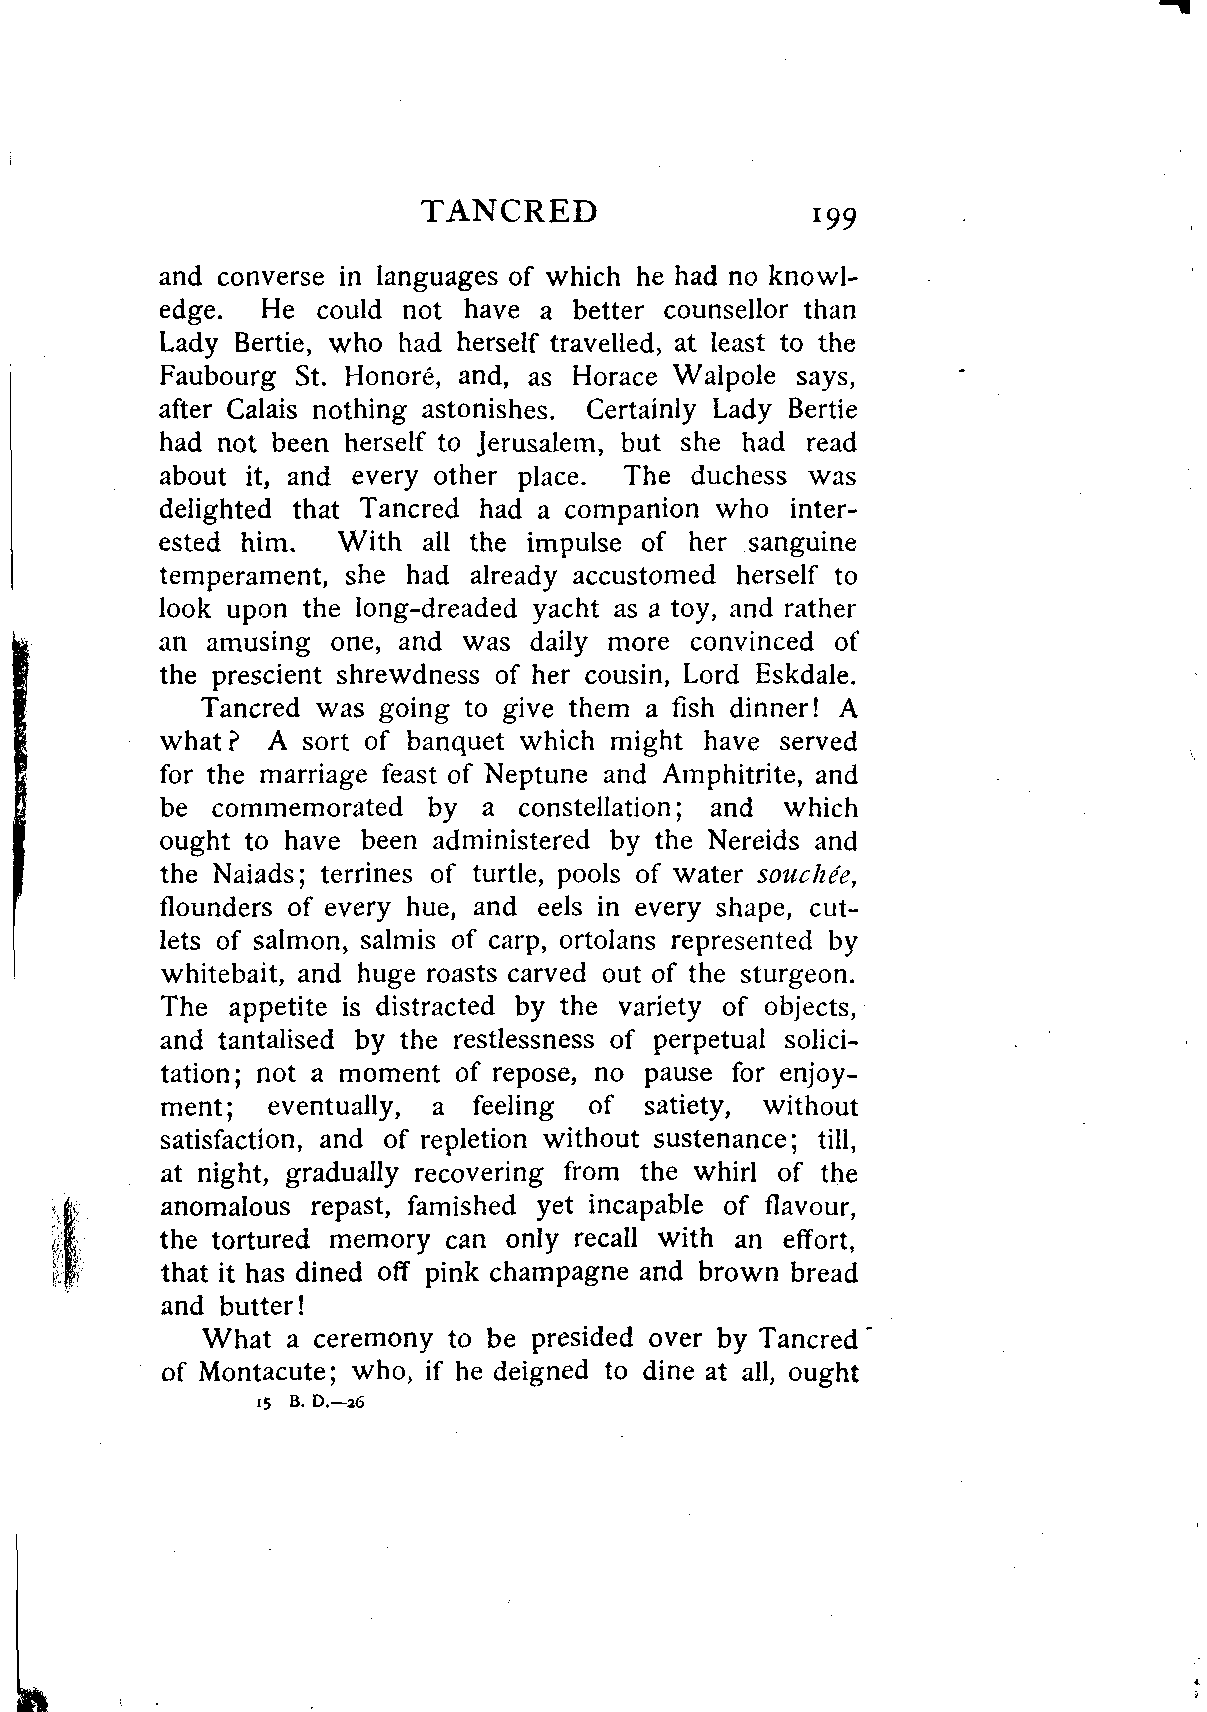 TANCRED 199
and converse in languages of which he had no knowl-
edge. He could not have a better counsellor than
Lady Bertie, who had herself travelled, at least to the
Faubourg St. Honoré, and, as Horace Walpole says,
after Calais nothing astonishes. Certainly Lady Bertie
had not been herself to Jerusalem, but she had read
about it, and every other place. The duchess was
delighted that Tancred had a companion who inter-
ested him. With all the impulse of her sanguine
temperament, she had already accustomed herself to
look upon the long-dreaded yacht as a toy, and rather
an amusing one, and was daily more convinced of
the prescient shrewdness of her cousin, Lord Eskdale.
Tancred was going to give them a fish dinner! A
what? A sort of banquet which might have served
for the marriage feast of Neptune and Amphitrite, and
be commemorated by a constellation; and which
ought to have been administered by the Nereids and
the Naiads; terrines of turtle, pools of water souchée,
flounders of every hue, and eels in every shape, cut-
lets of salmon, salmis of carp, ortolans represented by
whitebait, and huge roasts carved out of the sturgeon.
The appetite is distracted by the variety of objects,
and tantalised by the restlessness of perpetual solici-
tation; not a moment of repose, no pause for enjoy-
ment; eventually, a feeling of satiety, without
satisfaction, and of repletion without sustenance; till,
at night, gradually recovering from the whirl of the
anomalous repast, famished yet incapable of flavour,
the tortured memory can only recall with an effort,
that it has dined off pink champagne and brown bread
and butter!
What a ceremony to be presided over by Tancred
of Montacute; who, if he deigned to dine at all, ought
15 B. D.—26